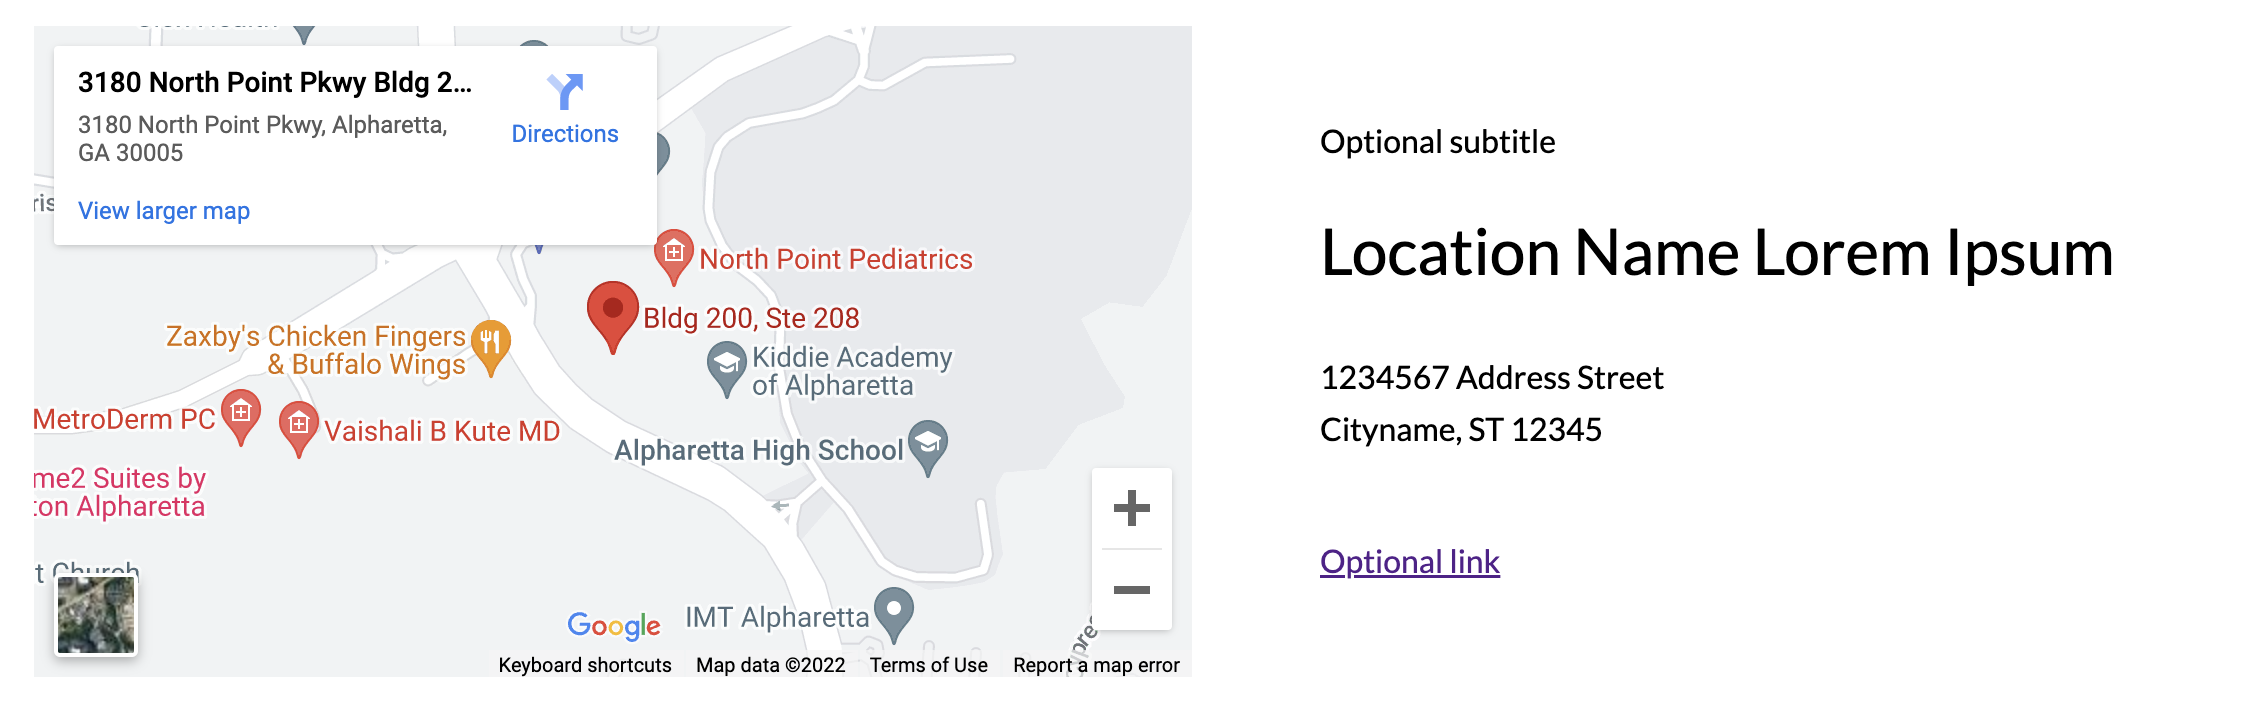 3180 North Point Pkwy Bldg 2...
3180 North Point Pkwy, Alpharetta,
GA 30005
Directions
View larger map
North Point Pediatrics
Bldg 200, Ste 208
Zaxby's Chicken Fingers
& Buffalo Wings
Kiddie Academy
of Alpharetta
MetroDerm PC
Vaishali B Kute MD
Alpharetta High School
me2 Suites by
ton Alpharetta
t Church
IMT Alpharetta
Google
Keyboard shortcuts
Map data ©2022
Terms of Use
Report a map error
Optional subtitle
Location Name Lorem Ipsum
1234567 Address Street
Cityname, ST 12345
Optional link